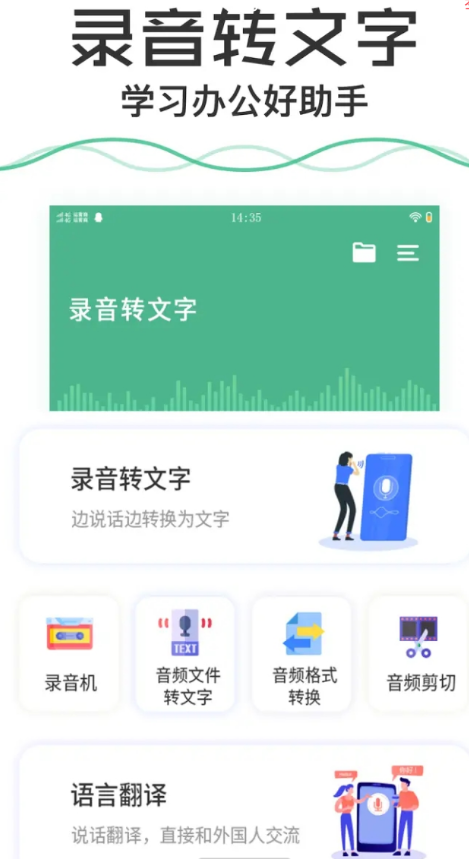 录音转文字
学习办公好助手
14:35
录音转文字
录音转文字
边说话边转换为文字
录音机
音频文件
转文字
TEXT
音频格式
转换
音频剪切
语言翻译
说话翻译，直接和外国人交流
你好!